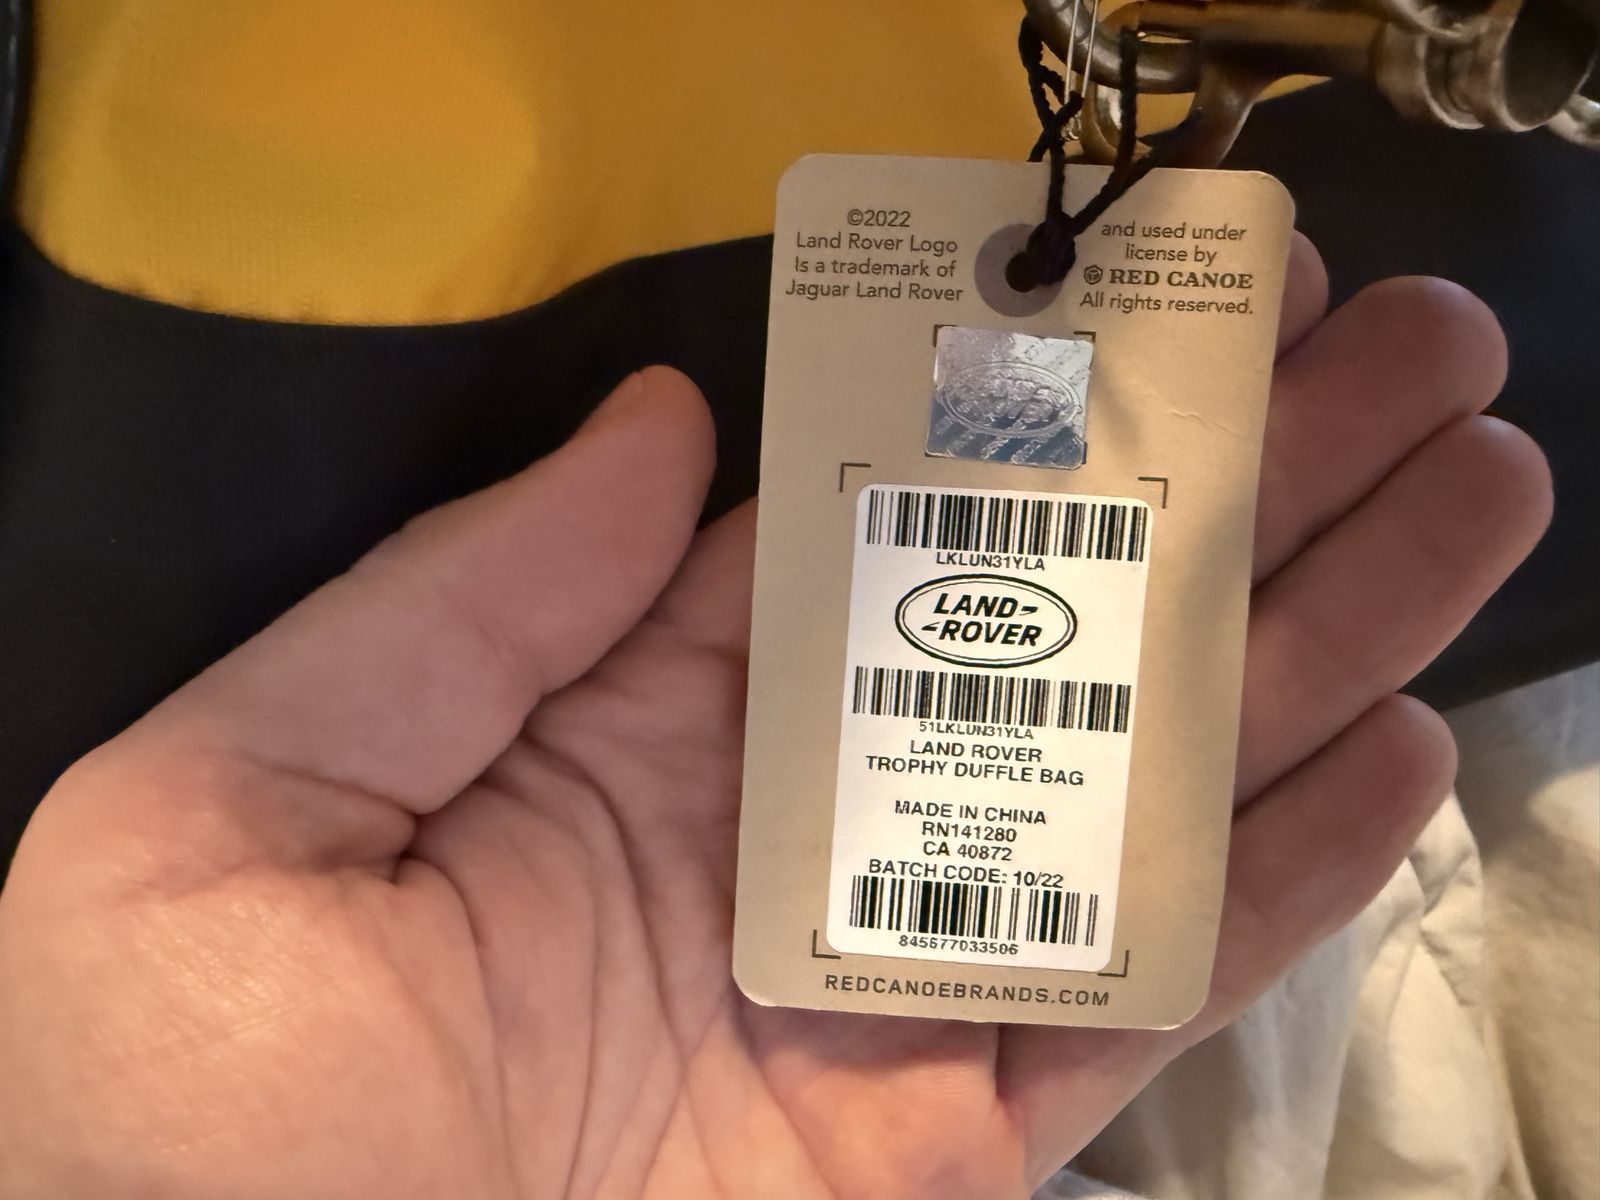 ©2022
Land Rover Logo
Is a trademark of
Jaguar Land Rover
and used under
license by
RED CANOE
All rights reserved.
LKLUN31YLA
LAND
ROVER
51LKLUN31YLA
LAND ROVER
TROPHY DUFFLE BAG
MADE IN CHINA
RN141280
CA 40872
BATCH CODE: 10/22
845677033506
REDCANOEBRANDS.COM